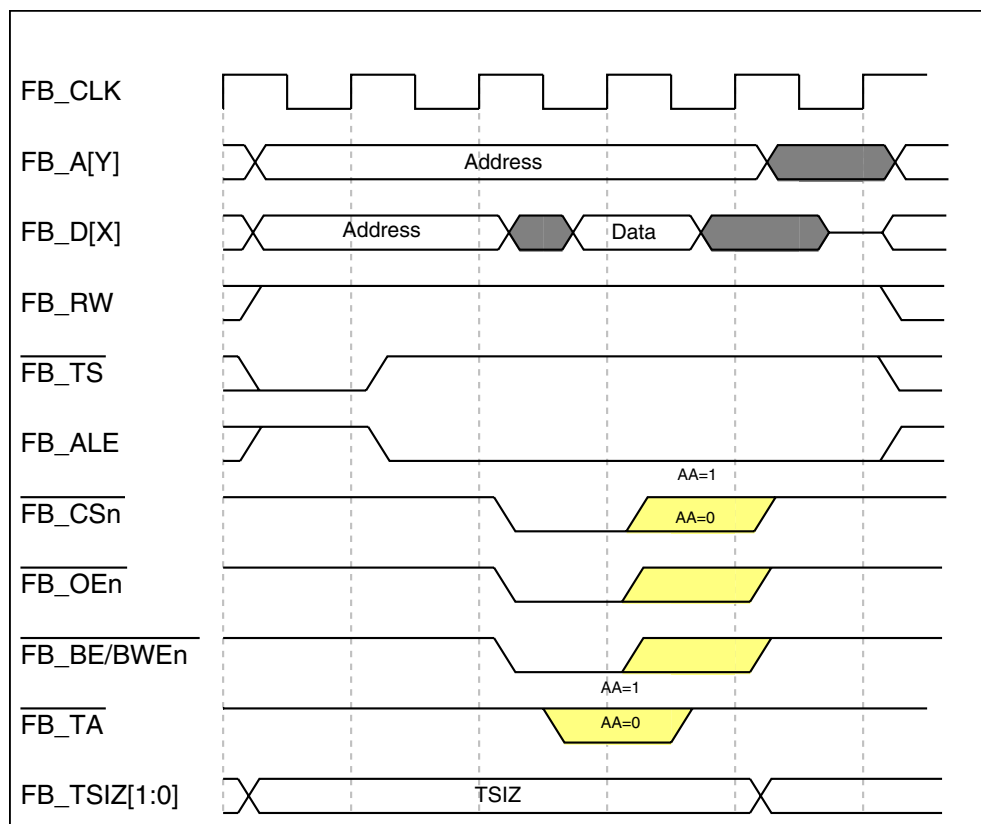 FB_CLK
FB_A[Y] Address
FB_D[X] Address Data
FB_RW
FB_TS
FB_ALE
AA=1
FB_CSn AA=0
FB_OEn
FB_BE/BWEn
AA=1
FB_TA AA=0
FB_TSIZ[1:0] TSIZ